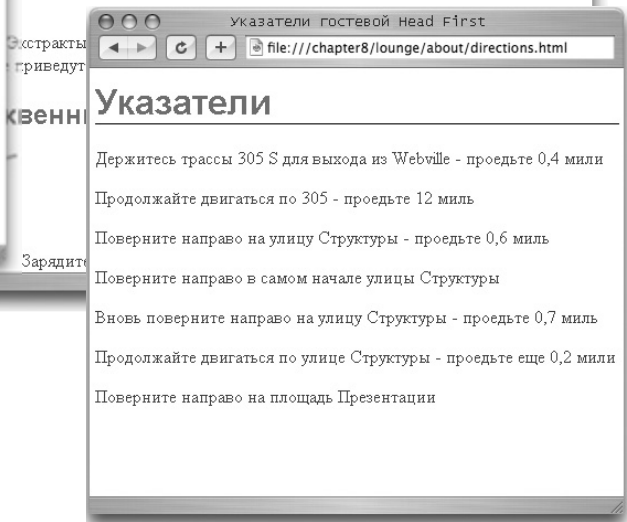 Указатели гостевой Head First
file:///chapter8/lounge/about/directions.html
Экстракты
приведут
Указатели
Держитесь трассы 305 S для выхода из Webville - проедьте 0,4 мили
Продолжайте двигаться по 305 - проедьте 12 миль
Поверните направо на улицу Структуры - проедьте 0,6 миль
Поверните направо в самом начале улицы Структуры
Вновь поверните направо на улицу Структуры - проедьте 0,7 миль
Продолжайте двигаться по улице Структуры - проедьте еще 0,2 мили
Поверните направо на площадь Презентации